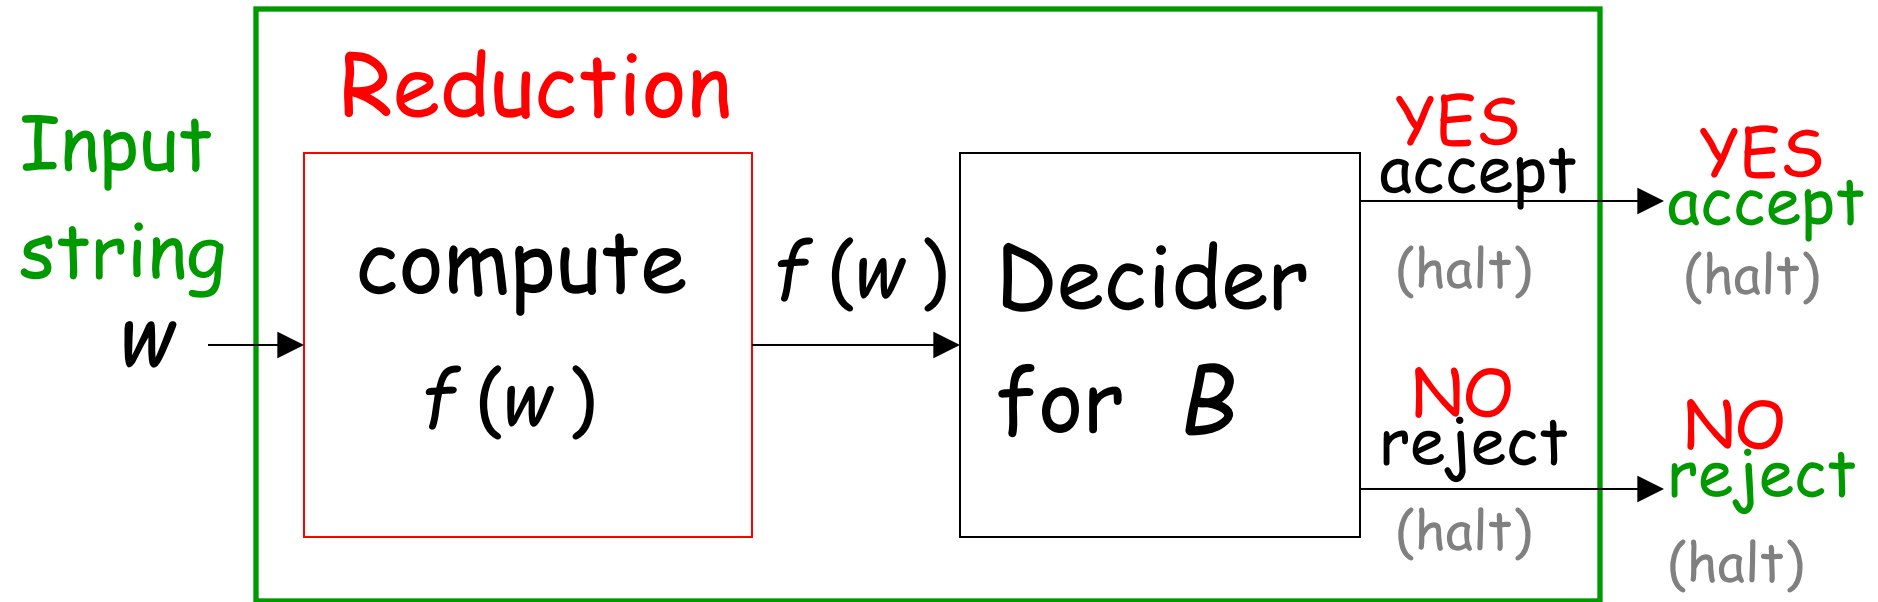 Input
string
w
Reduction
compute
f (w)
f (w)
Decider
for B
YES
accept
(halt)
NO
reject
(halt)
YES
accept
(halt)
NO
reject
(halt)